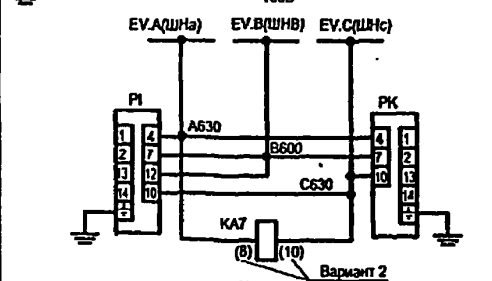 EV.A(ШНа) EV.B(ШНВ) EV.C(ШНс)
PI PK
A630
B600
C630
1 4 4 1
2 7 7 2
13 12 10 13
14 10 14
KA7
(8) (10)
Вариант 2